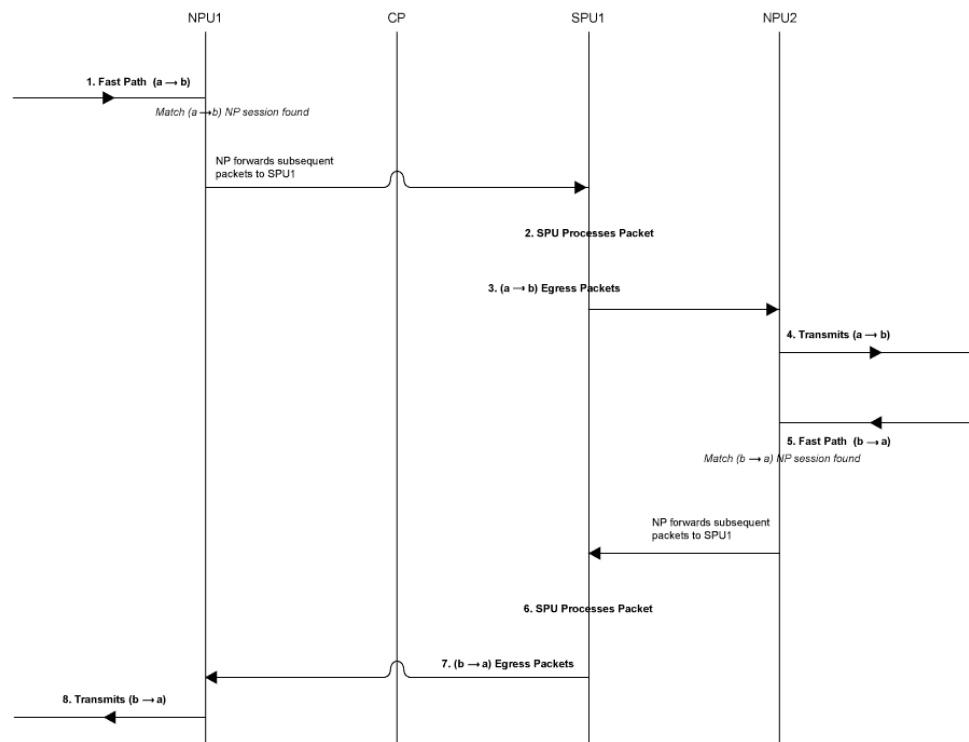 NPU1 CP SPU1 NPU2
1. Fast Path (a → b)
Match (a → b) NP session found
NP forwards subsequent
packets to SPU1
2. SPU Processes Packet
3. (a → b) Egress Packets
4. Transmits (a → b)
5. Fast Path (b → a)
Match (b → a) NP session found
NP forwards subsequent
packets to SPU1
6. SPU Processes Packet
7. (b → a) Egress Packets
8. Transmits (b → a)